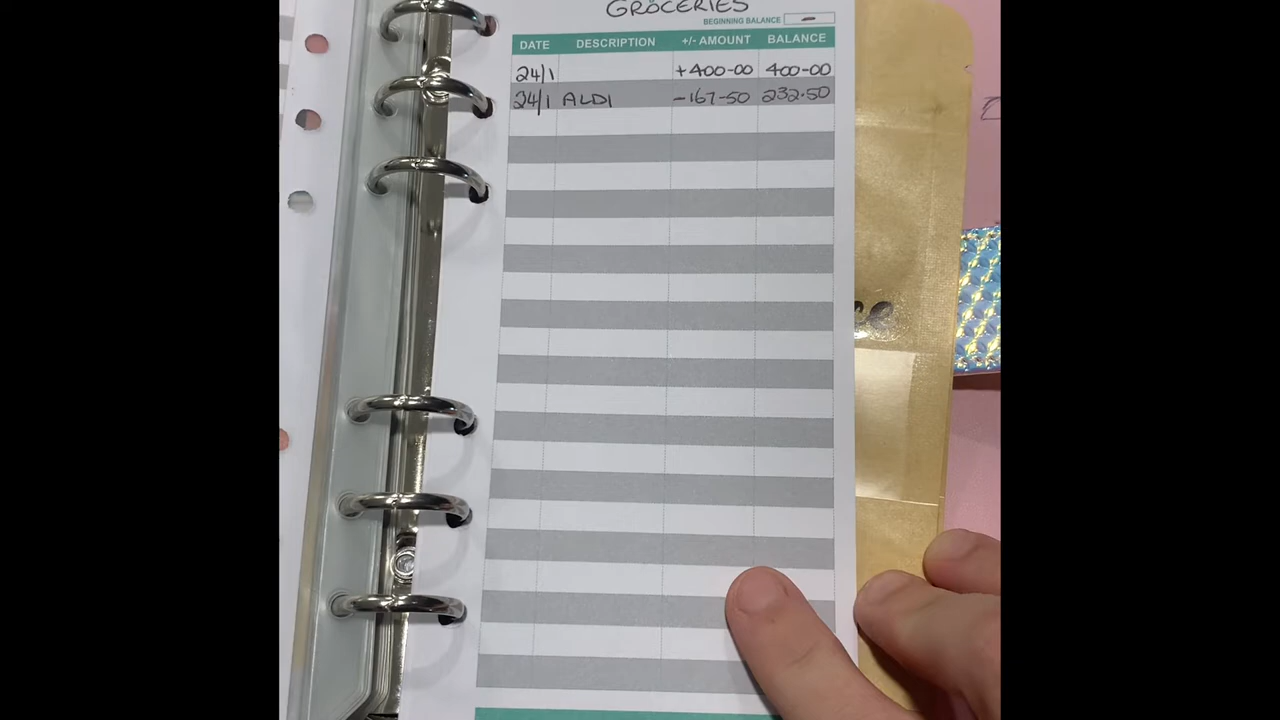 GROCERIES
BEGINNING BALANCE -
DATE DESCRIPTION +/- AMOUNT BALANCE
24/1 +400-00 400-00
24/1 ALDI -167-50 232.50